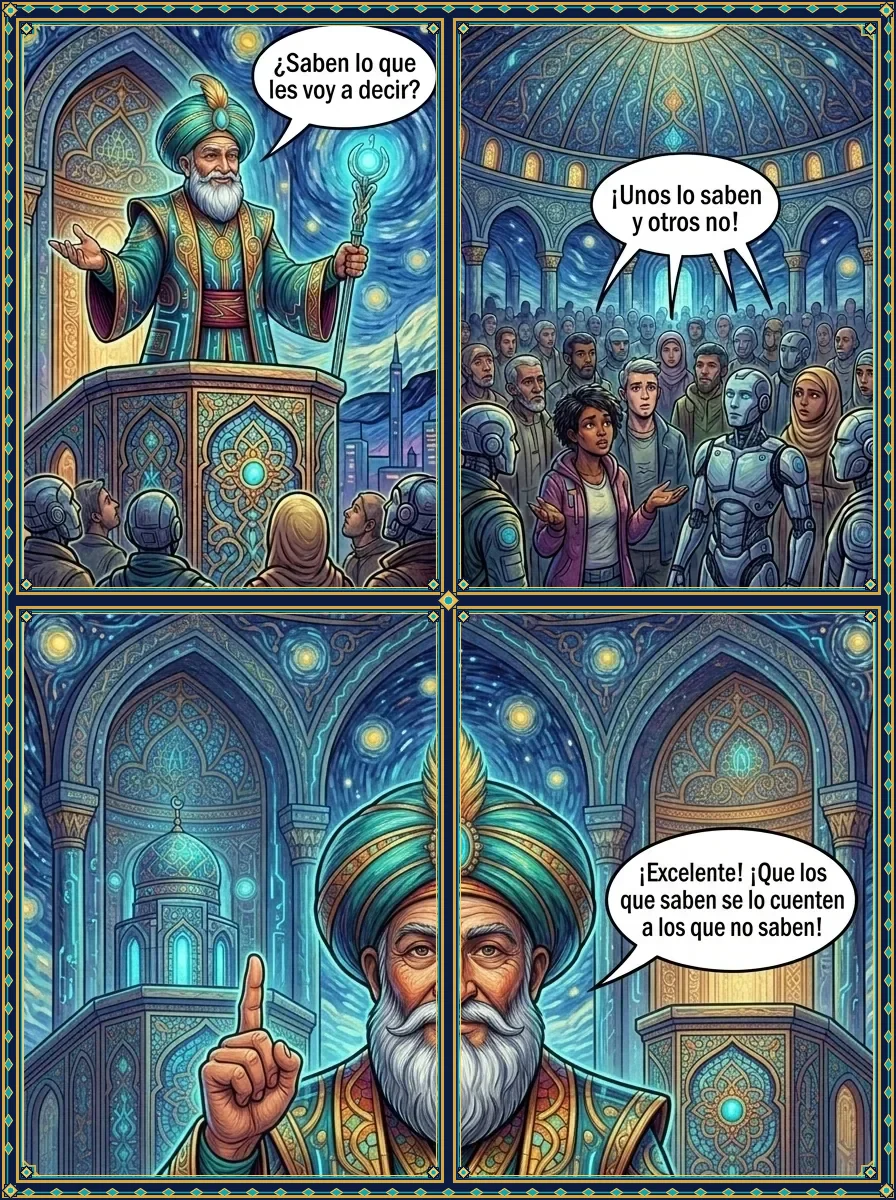 ¿Saben lo que
les voy a decir?
¡Unos lo saben
y otros no!
¡Excelente! ¡Que los
que saben se lo cuenten
a los que no saben!